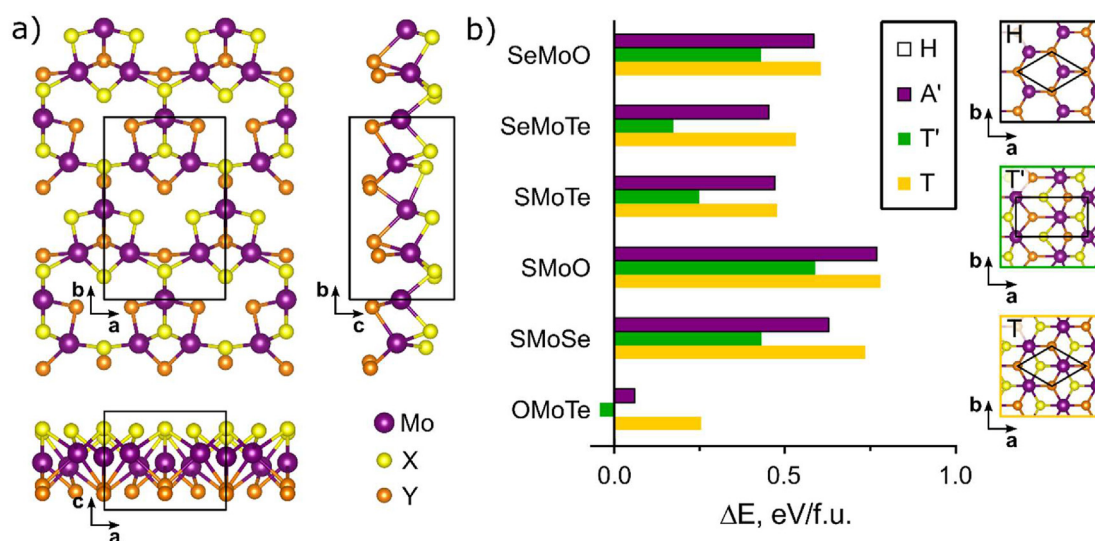 a)
b
a
b
c
c
a
Mo
X
Y
b)
SeMoO
SeMoTe
SMoTe
SMoO
SMoSe
OMoTe
0.0
0.5
1.0
ΔE, eV/f.u.
H
A'
T'
T
H
b
a
T'
b
a
T
b
a